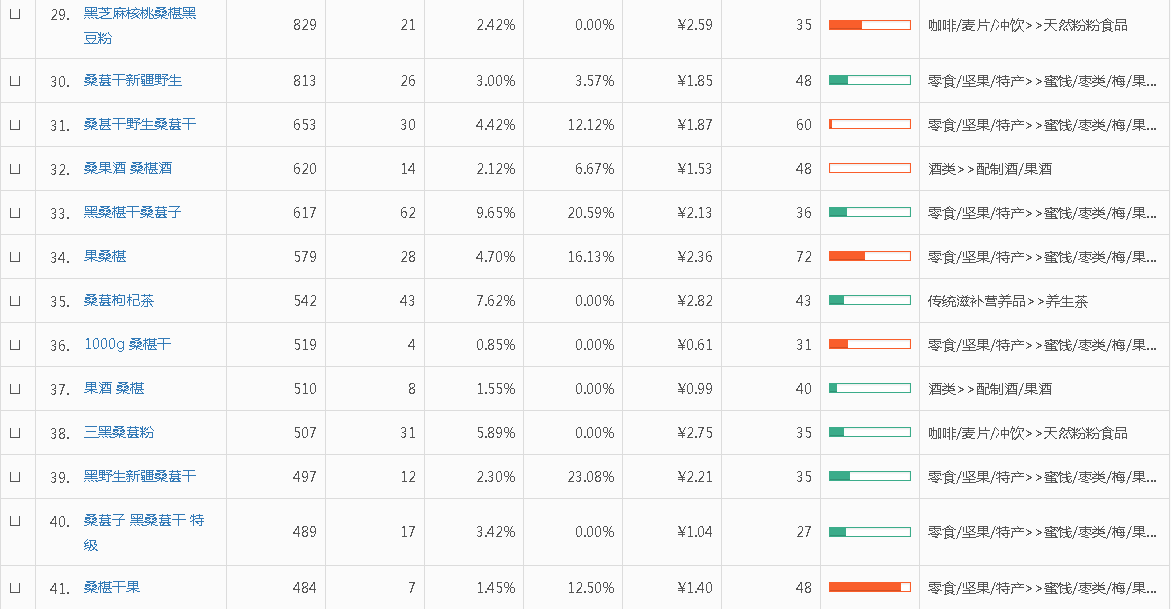 29. 黑芝麻核桃桑椹黑 829 21 2.42% 0.00% ¥2.59 35 咖啡/麦片/冲饮>>天然粉粉食品
豆粉
30. 桑葚干新疆野生 813 26 3.00% 3.57% ¥1.85 48 零食/坚果/特产>>蜜饯/枣类/梅/果...
31. 桑葚干野生桑葚干 653 30 4.42% 12.12% ¥1.87 60 零食/坚果/特产>>蜜饯/枣类/梅/果...
32. 桑果酒 桑椹酒 620 14 2.12% 6.67% ¥1.53 48 酒类>>配制酒/果酒
33. 黑桑椹干桑葚子 617 62 9.65% 20.59% ¥2.13 36 零食/坚果/特产>>蜜饯/枣类/梅/果...
34. 果桑椹 579 28 4.70% 16.13% ¥2.36 72 零食/坚果/特产>>蜜饯/枣类/梅/果...
35. 桑葚枸杞茶 542 43 7.62% 0.00% ¥2.82 43 传统滋补营养品>>养生茶
36. 1000g 桑椹干 519 4 0.85% 0.00% ¥0.61 31 零食/坚果/特产>>蜜饯/枣类/梅/果...
37. 果酒 桑椹 510 8 1.55% 0.00% ¥0.99 40 酒类>>配制酒/果酒
38. 三黑桑葚粉 507 31 5.89% 0.00% ¥2.75 35 咖啡/麦片/冲饮>>天然粉粉食品
39. 黑野生新疆桑葚干 497 12 2.30% 23.08% ¥2.21 35 零食/坚果/特产>>蜜饯/枣类/梅/果...
40. 桑葚子 黑桑葚干 特 489 17 3.42% 0.00% ¥1.04 27 零食/坚果/特产>>蜜饯/枣类/梅/果...
级
41. 桑椹干果 484 7 1.45% 12.50% ¥1.40 48 零食/坚果/特产>>蜜饯/枣类/梅/果...